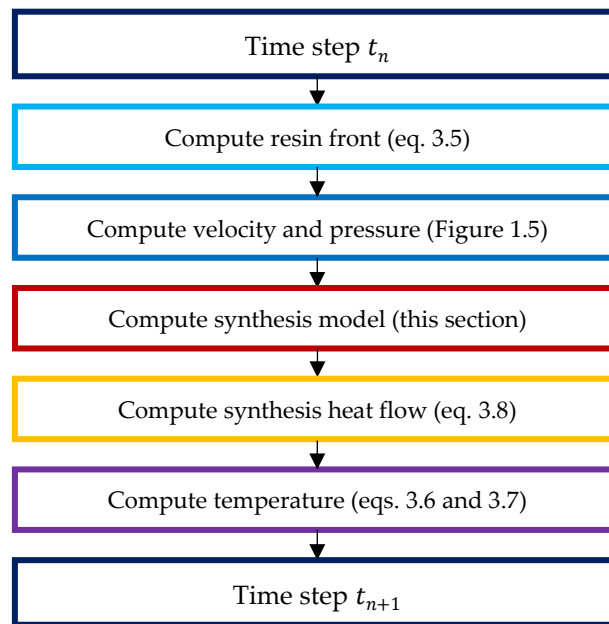 Time step tₙ
Compute resin front (eq. 3.5)
Compute velocity and pressure (Figure 1.5)
Compute synthesis model (this section)
Compute synthesis heat flow (eq. 3.8)
Compute temperature (eqs. 3.6 and 3.7)
Time step tₙ₊₁